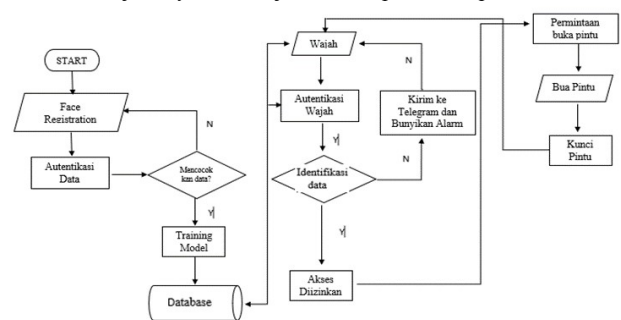 START
Face
Reristration
Autentikasi
Data
Mencocok
kan data?
N
Y
Training
Model
Database
Wajah
Autentikasi
Wajah
Y
Identifikasi
data
Y
Akses
Diizinkan
N
Kirim ke
Telegram dan
Bunyikan Alarm
N
Permintaan
buka pintu
Bua Pintu
Kunci
Pintu